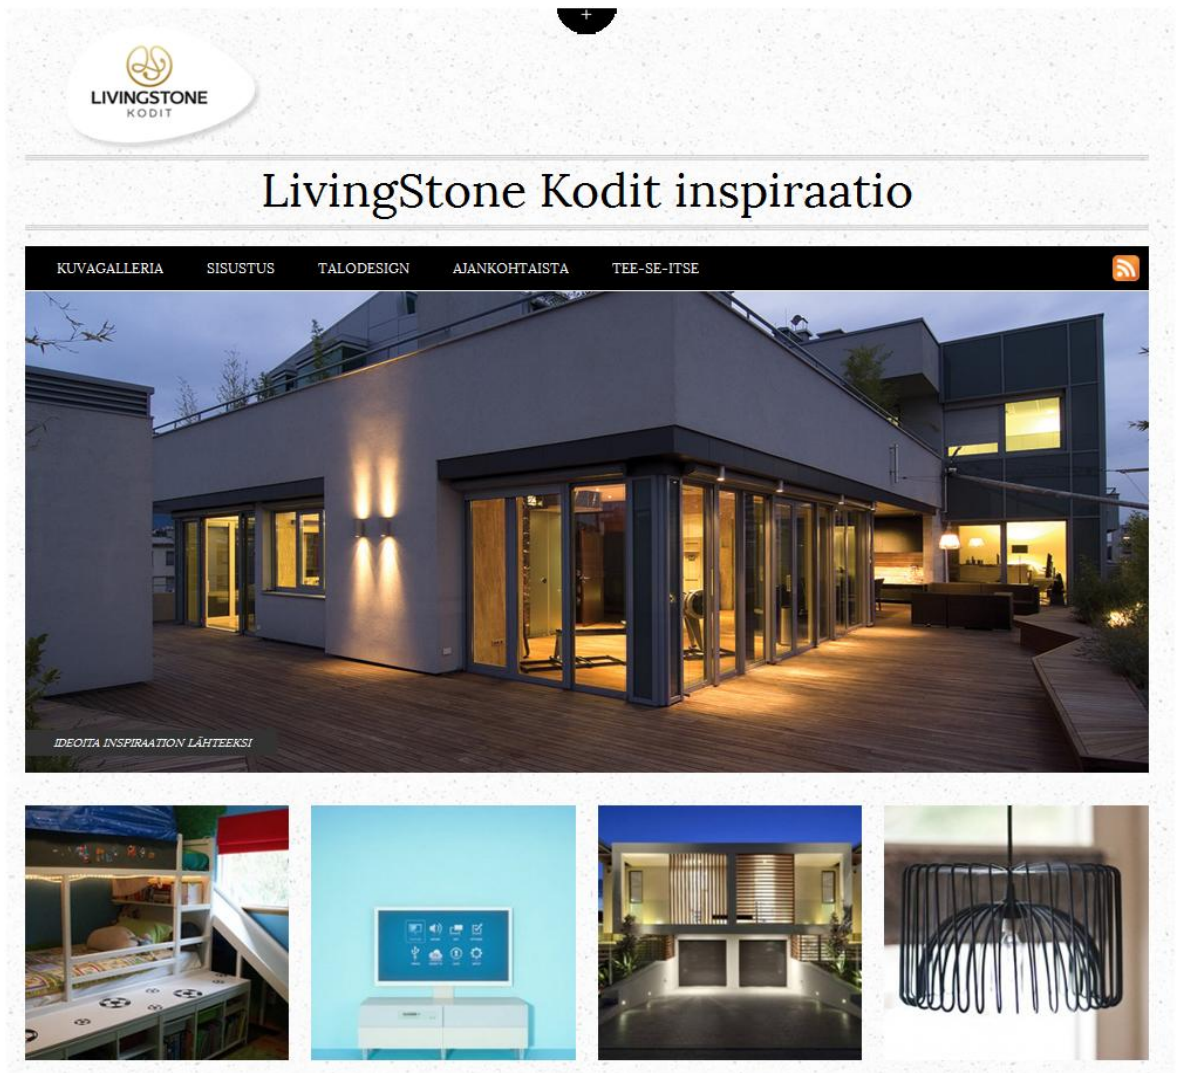 +
LIVINGSTONE
KODIT
LivingStone Kodit inspiraatio
KUVAGALLERIA SISUSTUS TALODESIGN AJANKOHTAISTA TEE-SE-ITSE
IDEOITA INSPIRAATION LÄHTEEKSI